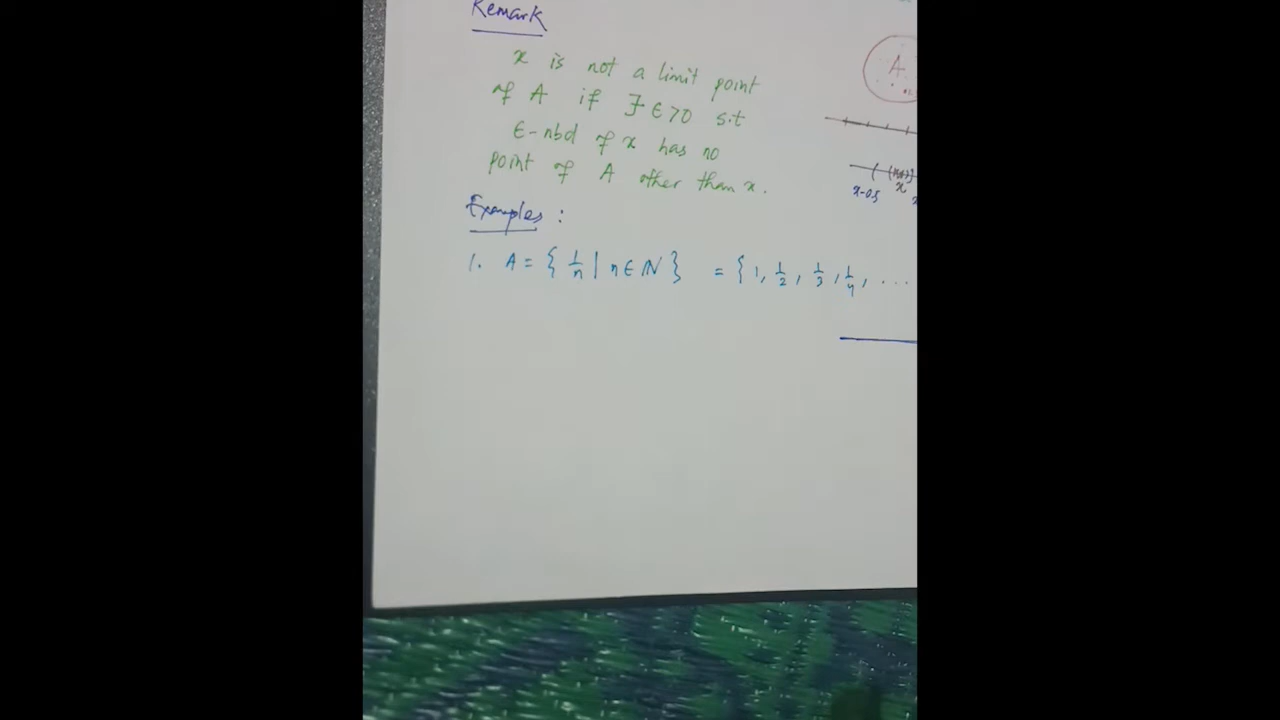 Remark
x is not a limit point
of A if ∃ ε>0 s.t
ε-nbd of x has no
point of A other than x.
A
( ( ) )
x-0.5 x
Examples :
1. A = { 1/n | n ∈ ℕ } = { 1, 1/2, 1/3, 1/4, ...